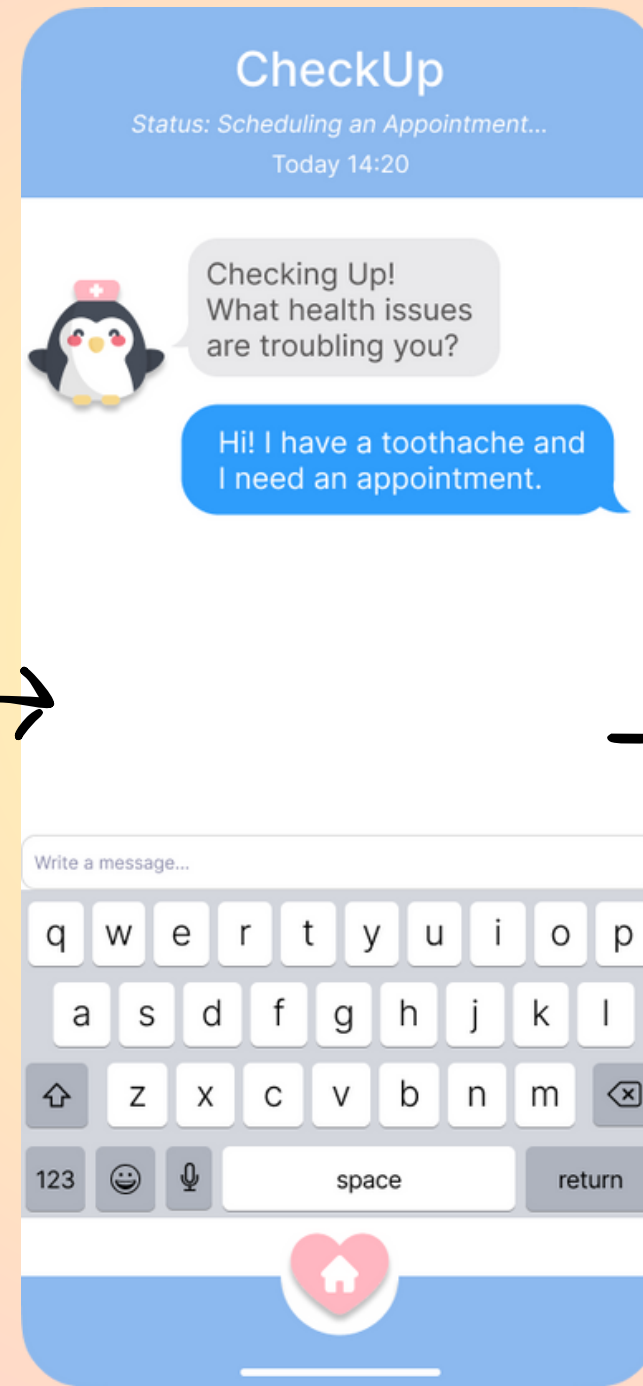 CheckUp
Status: Scheduling an Appointment...
Today 14:20
Checking Up!
What health issues
are troubling you?
Hi! I have a toothache and
I need an appointment.
Write a message...
q w e r t y u i o p
a s d f g h j k l
z x c v b n m
123 space return